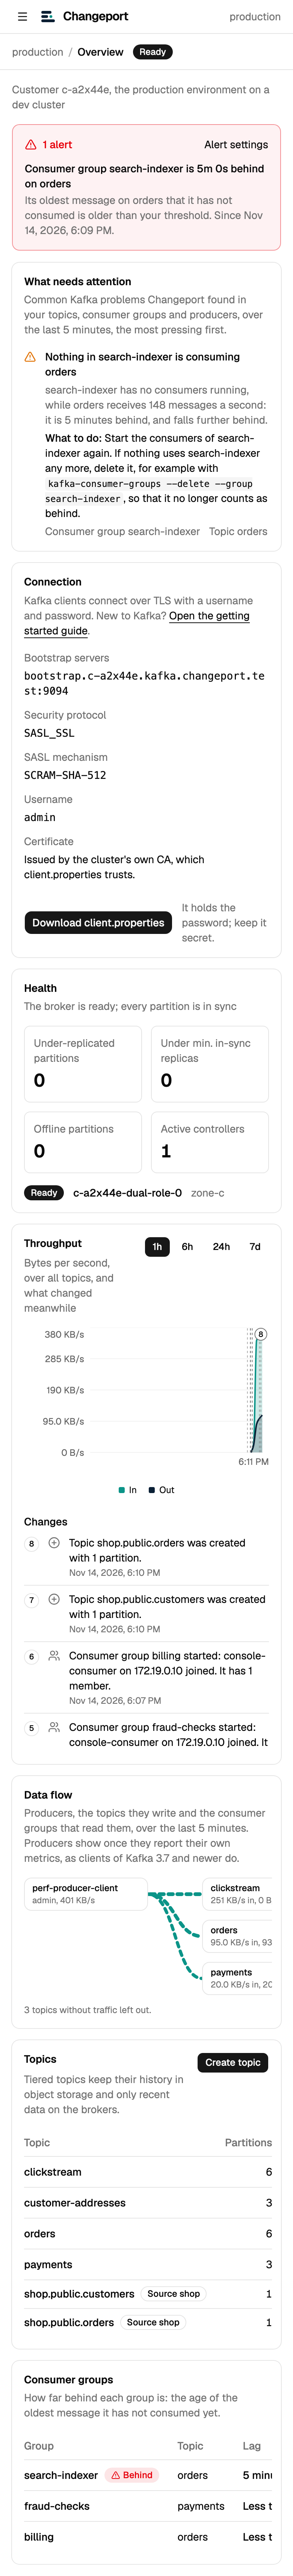 Changeport
production
production / Overview Ready
Customer c-a2x44e, the production environment on a
dev cluster
1 alert
Alert settings
Consumer group search-indexer is 5m 0s behind
on orders
Its oldest message on orders that it has not
consumed is older than your threshold. Since Nov
14, 2026, 6:09 PM.
What needs attention
Common Kafka problems Changeport found in
your topics, consumer groups and producers, over
the last 5 minutes, the most pressing first.
Nothing in search-indexer is consuming
orders
search-indexer has no consumers running,
while orders receives 148 messages a second:
it is 5 minutes behind, and falls further behind.
What to do: Start the consumers of search-
indexer again. If nothing uses search-indexer
any more, delete it, for example with
kafka-consumer-groups --delete --group
search-indexer, so that it no longer counts as
behind.
Consumer group search-indexer Topic orders
Connection
Kafka clients connect over TLS with a username
and password. New to Kafka? Open the getting
started guide.
Bootstrap servers
bootstrap.c-a2x44e.kafka.changeport.te
st:9094
Security protocol
SASL_SSL
SASL mechanism
SCRAM-SHA-512
Username
admin
Certificate
Issued by the cluster's own CA, which
client.properties trusts.
Download client.properties
It holds the
password; keep it
secret.
Health
The broker is ready; every partition is in sync
Under-replicated
partitions
0
Under min. in-sync
replicas
0
Offline partitions
0
Active controllers
1
Ready c-a2x44e-dual-role-0 zone-c
Throughput
1h 6h 24h 7d
Bytes per second,
over all topics, and
what changed
meanwhile
380 KB/s
8
285 KB/s
190 KB/s
95.0 KB/s
0 B/s
6:11 PM
In Out
Changes
8
Topic shop.public.orders was created
with 1 partition.
Nov 14, 2026, 6:10 PM
7
Topic shop.public.customers was created
with 1 partition.
Nov 14, 2026, 6:10 PM
6
Consumer group billing started: console-
consumer on 172.19.0.10 joined. It has 1
member.
Nov 14, 2026, 6:07 PM
5
Consumer group fraud-checks started:
console-consumer on 172.19.0.10 joined. It
Data flow
Producers, the topics they write and the consumer
groups that read them, over the last 5 minutes.
Producers show once they report their own
metrics, as clients of Kafka 3.7 and newer do.
perf-producer-client
admin, 401 KB/s
clickstream
251 KB/s in, 0 B
orders
95.0 KB/s in, 93
payments
20.0 KB/s in, 20
3 topics without traffic left out.
Topics
Create topic
Tiered topics keep their history in
object storage and only recent
data on the brokers.
Topic Partitions
clickstream 6
customer-addresses 3
orders 6
payments 3
shop.public.customers Source shop 1
shop.public.orders Source shop 1
Consumer groups
How far behind each group is: the age of the
oldest message it has not consumed yet.
Group Topic Lag
search-indexer Behind orders 5 minu
fraud-checks payments Less t
billing orders Less t